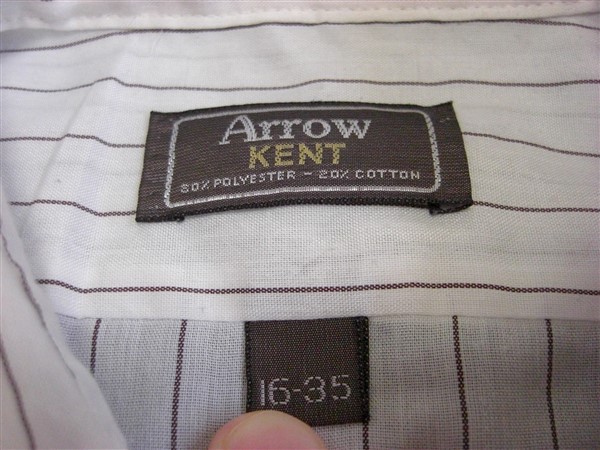 Arrow
KENT
80% POLYESTER - 20% COTTON
16-35